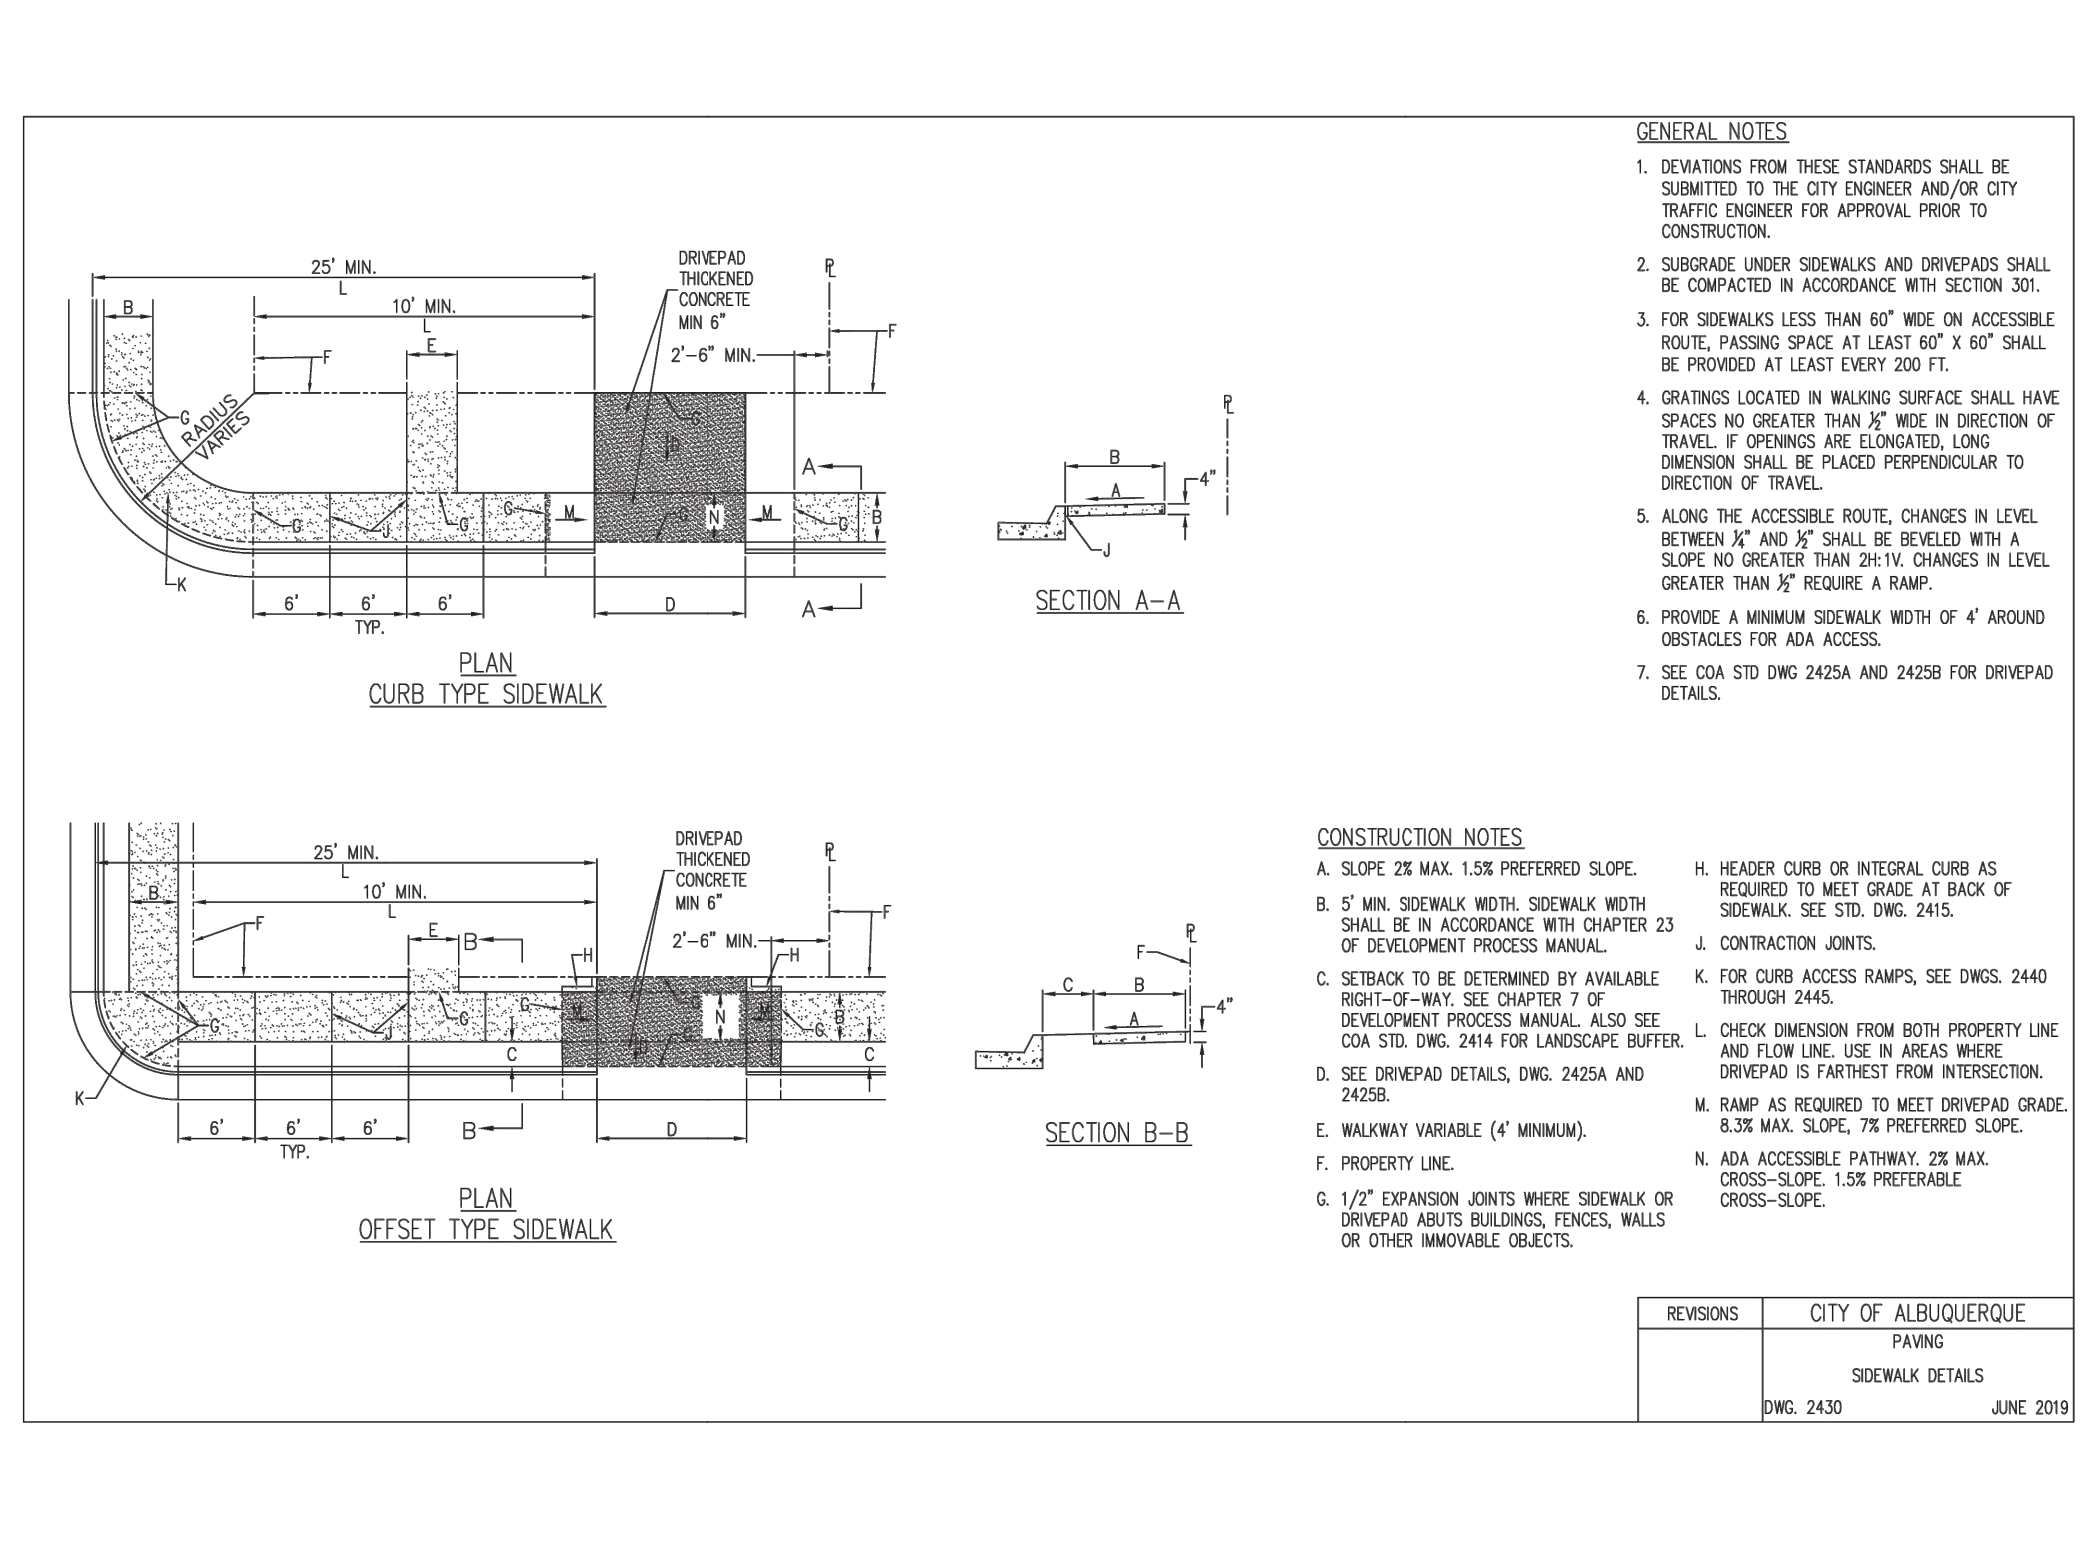 GENERAL NOTES
1. DEVIATIONS FROM THESE STANDARDS SHALL BE
SUBMITTED TO THE CITY ENGINEER AND/OR CITY
TRAFFIC ENGINEER FOR APPROVAL PRIOR TO
CONSTRUCTION.
2. SUBGRADE UNDER SIDEWALKS AND DRIVEPADS SHALL
BE COMPACTED IN ACCORDANCE WITH SECTION 301.
3. FOR SIDEWALKS LESS THAN 60" WIDE ON ACCESSIBLE
ROUTE, PASSING SPACE AT LEAST 60" X 60" SHALL
BE PROVIDED AT LEAST EVERY 200 FT.
4. GRATINGS LOCATED IN WALKING SURFACE SHALL HAVE
SPACES NO GREATER THAN ½" WIDE IN DIRECTION OF
TRAVEL. IF OPENINGS ARE ELONGATED, LONG
DIMENSION SHALL BE PLACED PERPENDICULAR TO
DIRECTION OF TRAVEL.
5. ALONG THE ACCESSIBLE ROUTE, CHANGES IN LEVEL
BETWEEN ¼" AND ½" SHALL BE BEVELED WITH A
SLOPE NO GREATER THAN 2H:1V. CHANGES IN LEVEL
GREATER THAN ½" REQUIRE A RAMP.
6. PROVIDE A MINIMUM SIDEWALK WIDTH OF 4' AROUND
OBSTACLES FOR ADA ACCESS.
7. SEE COA STD DWG 2425A AND 2425B FOR DRIVEPAD
DETAILS.
25' MIN.
L
10' MIN.
L
B
E
F
DRIVEPAD
THICKENED
CONCRETE
MIN 6"
2'-6" MIN.
PL
F
G
RADIUS
VARIES
G
D
A
G
G
J
G
M
G
N
M
G
B
K
6'
6'
6'
TYP.
D
A
PLAN
CURB TYPE SIDEWALK
PL
B
A
4"
J
SECTION A-A
25' MIN.
L
10' MIN.
L
B
F
E
B
DRIVEPAD
THICKENED
CONCRETE
MIN 6"
2'-6" MIN.
PL
F
H
H
G
J
G
G
M
G
N
M
G
B
G
D
C
C
K
6'
6'
6'
TYP.
B
D
PLAN
OFFSET TYPE SIDEWALK
PL
F
C
B
A
4"
SECTION B-B
CONSTRUCTION NOTES
A. SLOPE 2% MAX. 1.5% PREFERRED SLOPE.
B. 5' MIN. SIDEWALK WIDTH. SIDEWALK WIDTH
SHALL BE IN ACCORDANCE WITH CHAPTER 23
OF DEVELOPMENT PROCESS MANUAL.
C. SETBACK TO BE DETERMINED BY AVAILABLE
RIGHT-OF-WAY. SEE CHAPTER 7 OF
DEVELOPMENT PROCESS MANUAL. ALSO SEE
COA STD. DWG. 2414 FOR LANDSCAPE BUFFER.
D. SEE DRIVEPAD DETAILS, DWG. 2425A AND
2425B.
E. WALKWAY VARIABLE (4' MINIMUM).
F. PROPERTY LINE.
G. 1/2" EXPANSION JOINTS WHERE SIDEWALK OR
DRIVEPAD ABUTS BUILDINGS, FENCES, WALLS
OR OTHER IMMOVABLE OBJECTS.
H. HEADER CURB OR INTEGRAL CURB AS
REQUIRED TO MEET GRADE AT BACK OF
SIDEWALK. SEE STD. DWG. 2415.
J. CONTRACTION JOINTS.
K. FOR CURB ACCESS RAMPS, SEE DWGS. 2440
THROUGH 2445.
L. CHECK DIMENSION FROM BOTH PROPERTY LINE
AND FLOW LINE. USE IN AREAS WHERE
DRIVEPAD IS FARTHEST FROM INTERSECTION.
M. RAMP AS REQUIRED TO MEET DRIVEPAD GRADE.
8.3% MAX. SLOPE, 7% PREFERRED SLOPE.
N. ADA ACCESSIBLE PATHWAY. 2% MAX.
CROSS-SLOPE. 1.5% PREFERABLE
CROSS-SLOPE.
REVISIONS
CITY OF ALBUQUERQUE
PAVING
SIDEWALK DETAILS
DWG. 2430 JUNE 2019